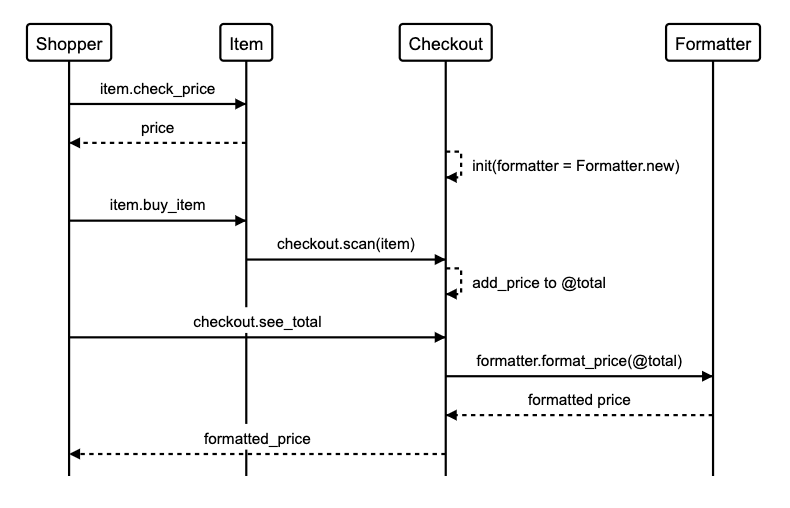 Shopper
Item
Checkout
Formatter
item.check_price
price
init(formatter = Formatter.new)
item.buy_item
checkout.scan(item)
add_price to @total
checkout.see_total
formatter.format_price(@total)
formatted price
formatted_price